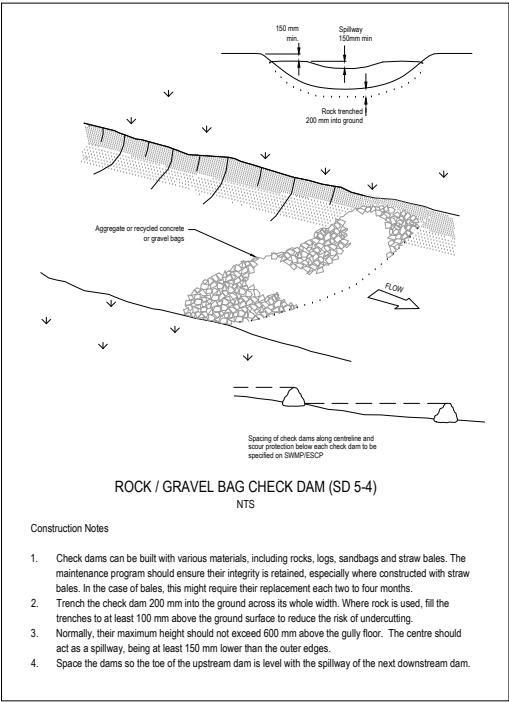 150 mm
min.
Spillway
150mm min
Rock trenched
200 mm into ground
Aggregate or recycled concrete
or gravel bags
FLOW
Spacing of check dams along centreline and
scour protection below each check dam to be
specified on SWMP/ESCP
ROCK / GRAVEL BAG CHECK DAM (SD 5-4)
NTS
Construction Notes
1. Check dams can be built with various materials, including rocks, logs, sandbags and straw bales. The
maintenance program should ensure their integrity is retained, especially where constructed with straw
bales. In the case of bales, this might require their replacement each two to four months.
2. Trench the check dam 200 mm into the ground across its whole width. Where rock is used, fill the
trenches to at least 100 mm above the ground surface to reduce the risk of undercutting.
3. Normally, their maximum height should not exceed 600 mm above the gully floor. The centre should
act as a spillway, being at least 150 mm lower than the outer edges.
4. Space the dams so the toe of the upstream dam is level with the spillway of the next downstream dam.